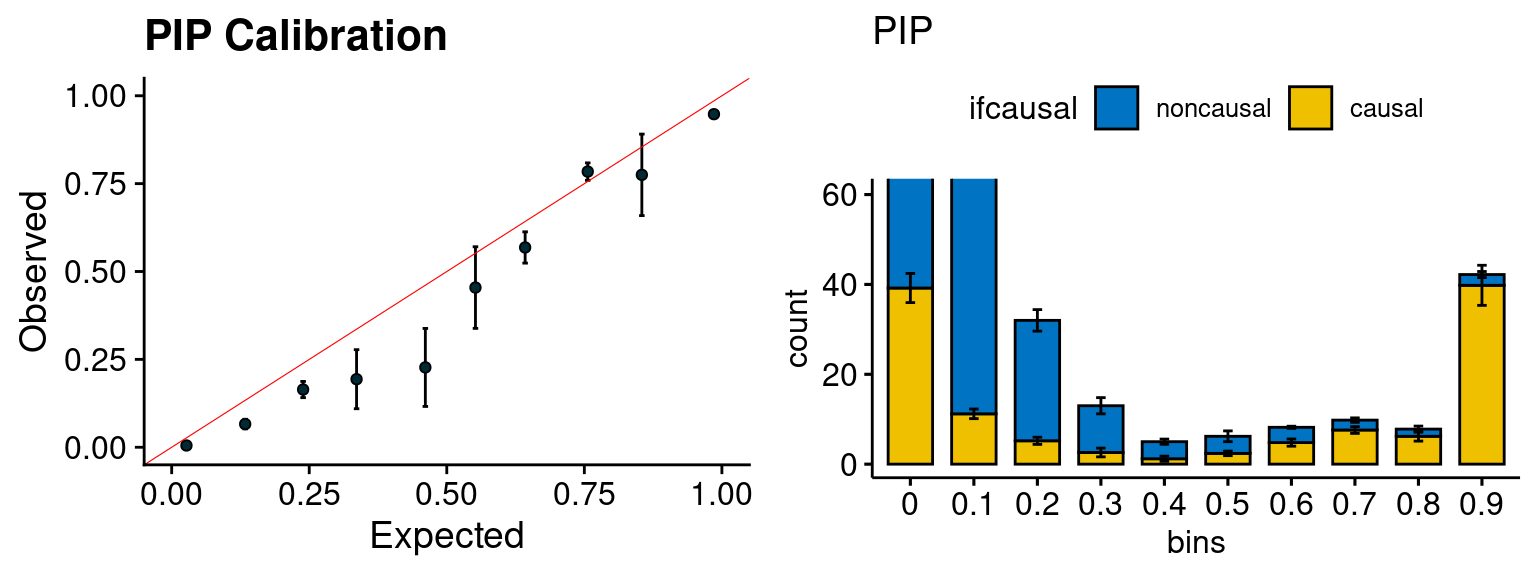 PIP Calibration
1.00
0.75
0.50
0.25
0.00
Observed
0.00 0.25 0.50 0.75 1.00
Expected
PIP
ifcausal noncausal causal
60
40
20
0
count
0 0.1 0.2 0.3 0.4 0.5 0.6 0.7 0.8 0.9
bins